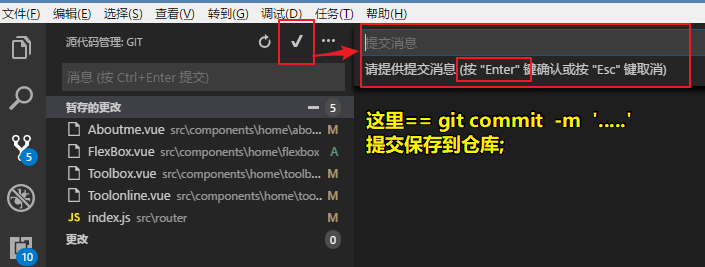 文件(F) 编辑(E) 选择(S) 查看(V) 转到(G) 调试(D) 任务(T) 帮助(H)
源代码管理: GIT
提交消息
请提供提交消息 (按 "Enter" 键确认或按 "Esc" 键取消)
消息 (按 Ctrl+Enter 提交)
暂存的更改 5
Aboutme.vue src\components\home\abo... M
FlexBox.vue src\components\home\flexbox A
Toolbox.vue src\components\home\toolb... M
Toolonline.vue src\components\home\too... M
JS index.js src\router M
更改 0
5
10
这里== git commit -m '.....'
提交保存到仓库;